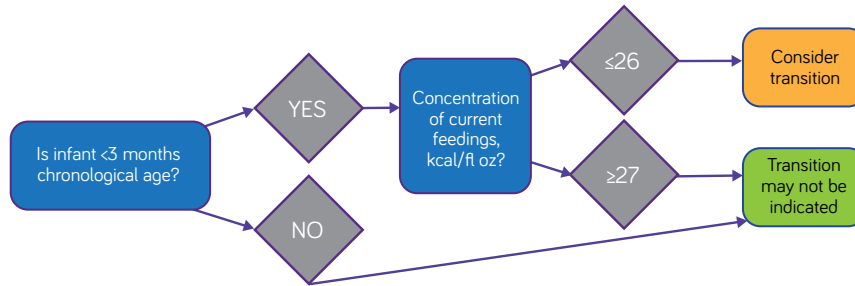 Is infant <3 months
chronological age?
YES
NO
Concentration
of current
feedings,
kcal/fl oz?
≤26
≥27
Consider
transition
Transition
may not be
indicated